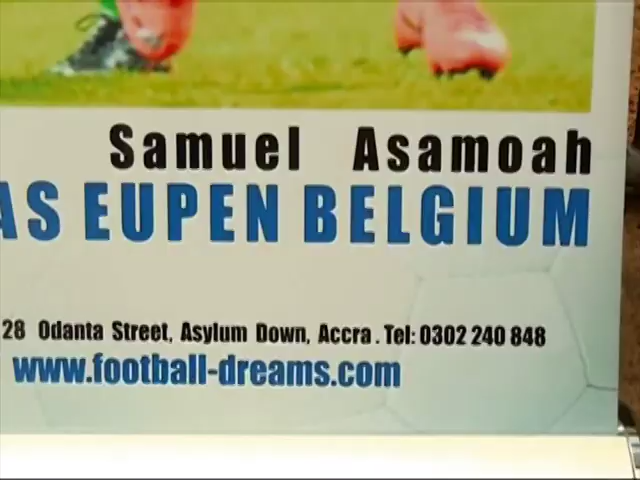 Samuel Asamoah
AS EUPEN BELGIUM
28 Odanta Street, Asylum Down, Accra. Tel: 0302 240 848
www.football-dreams.com